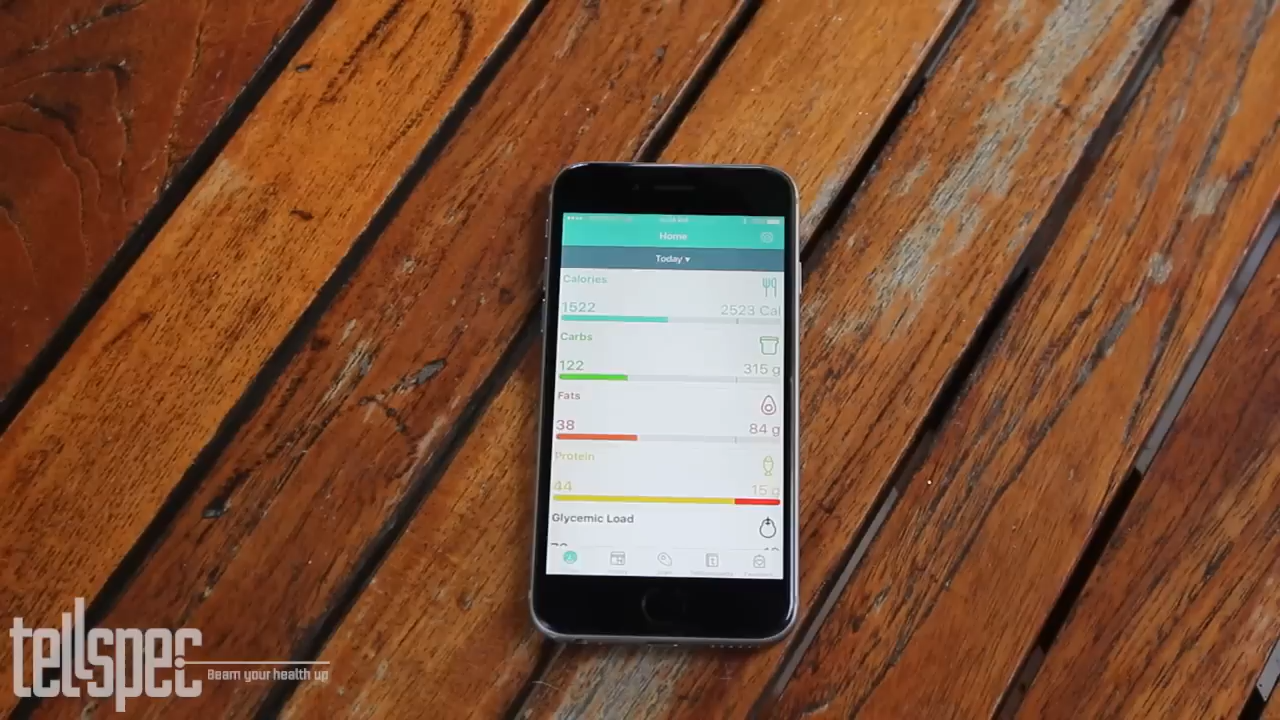 Home
Today ▾
Calories
1522 2523 Cal
Carbs
122 315 g
Fats
38 84 g
Protein
44 15 g
Glycemic Load
tellspec
Beam your health up